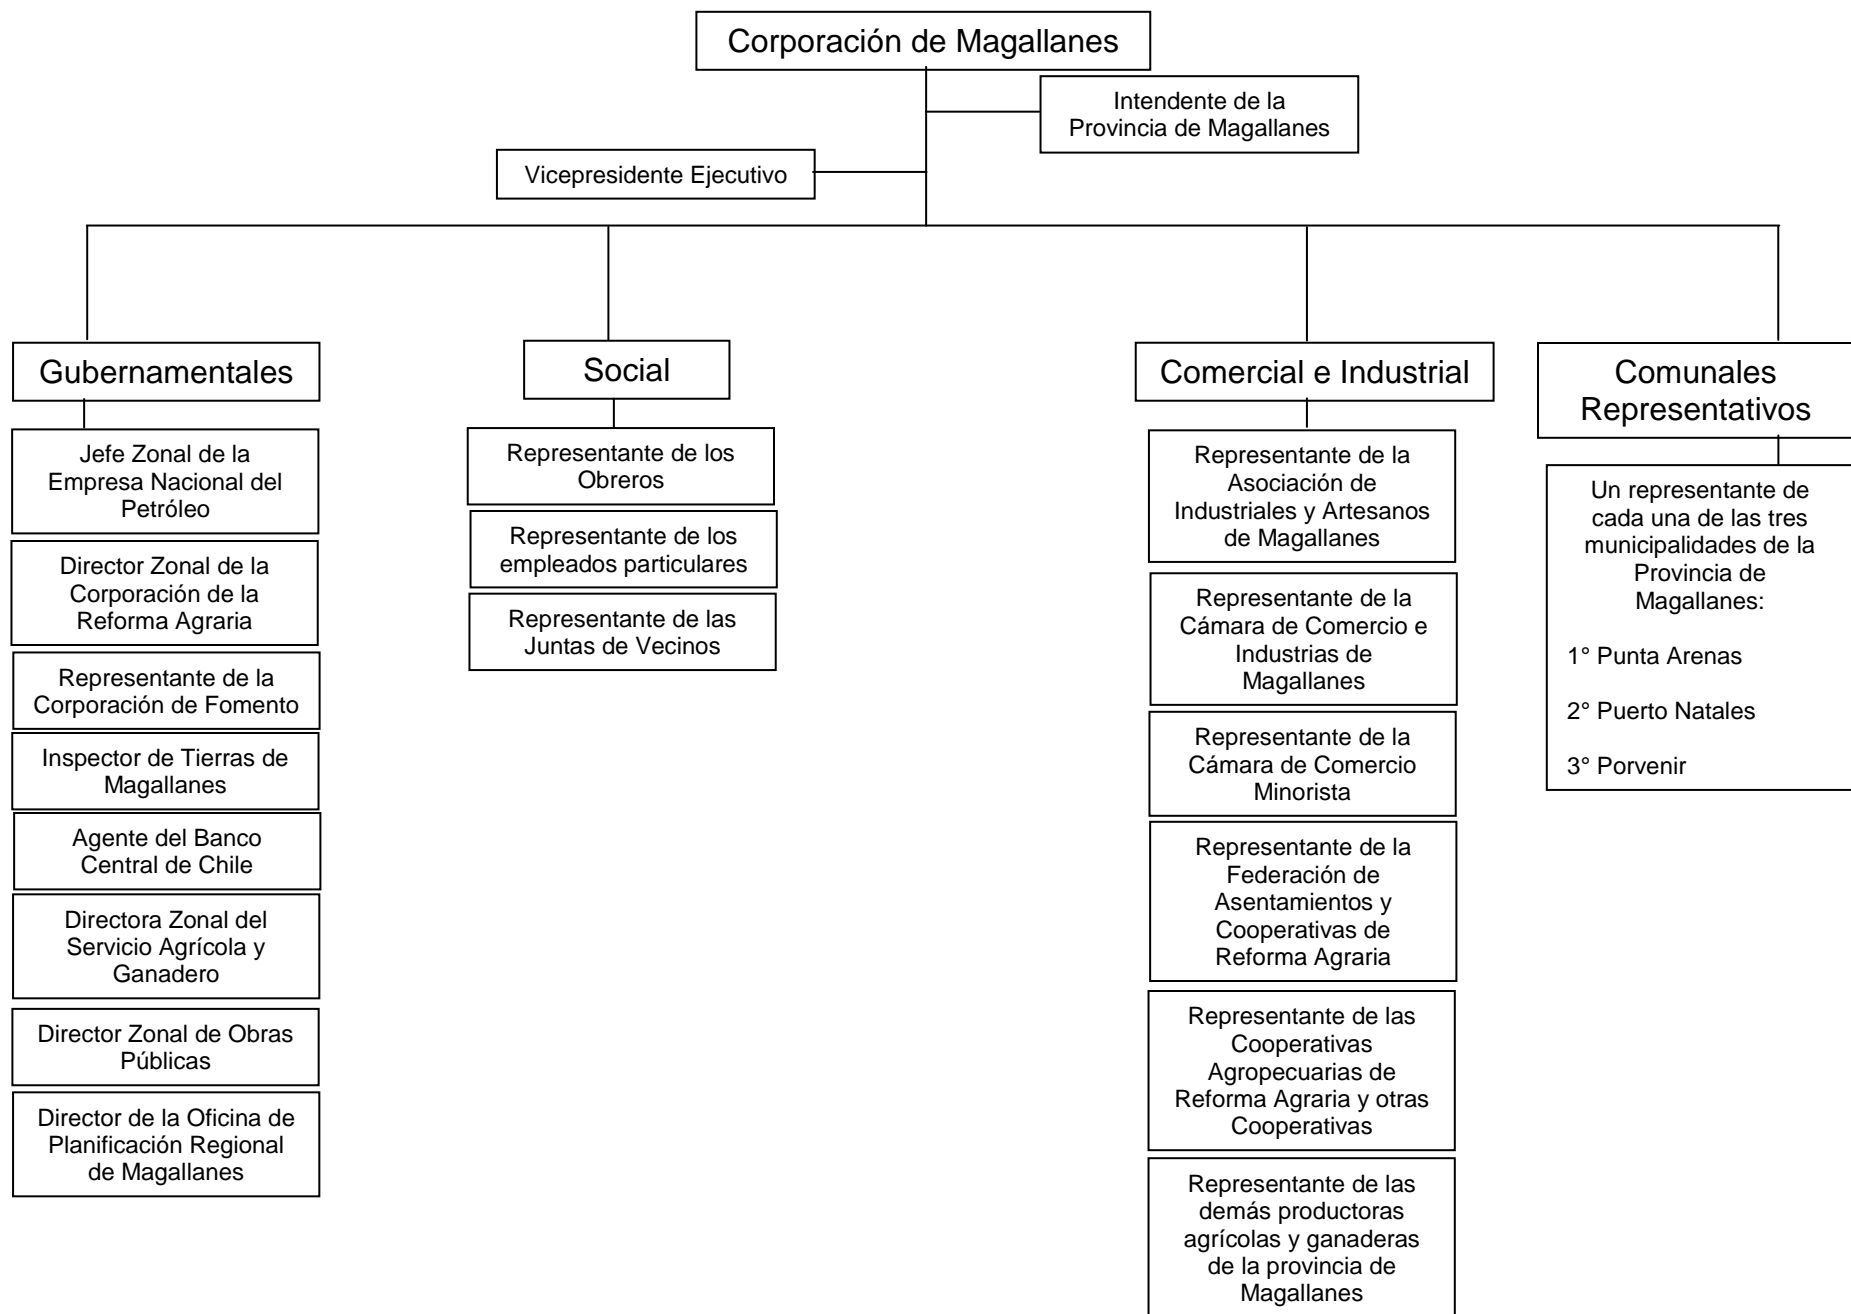 Corporación de Magallanes
Intendente de la
Provincia de Magallanes
Vicepresidente Ejecutivo
Gubernamentales
Jefe Zonal de la
Empresa Nacional del
Petróleo
Director Zonal de la
Corporación de la
Reforma Agraria
Representante de la
Corporación de Fomento
Inspector de Tierras de
Magallanes
Agente del Banco
Central de Chile
Directora Zonal del
Servicio Agrícola y
Ganadero
Director Zonal de Obras
Públicas
Director de la Oficina de
Planificación Regional
de Magallanes
Social
Representante de los
Obreros
Representante de los
empleados particulares
Representante de las
Juntas de Vecinos
Comercial e Industrial
Representante de la
Asociación de
Industriales y Artesanos
de Magallanes
Representante de la
Cámara de Comercio e
Industrias de
Magallanes
Representante de la
Cámara de Comercio
Minorista
Representante de la
Federación de
Asentamientos y
Cooperativas de
Reforma Agraria
Representante de las
Cooperativas
Agropecuarias de
Reforma Agraria y otras
Cooperativas
Representante de las
demás productoras
agrícolas y ganaderas
de la provincia de
Magallanes
Comunales
Representativos
Un representante de
cada una de las tres
municipalidades de la
Provincia de
Magallanes:
1° Punta Arenas
2° Puerto Natales
3° Porvenir